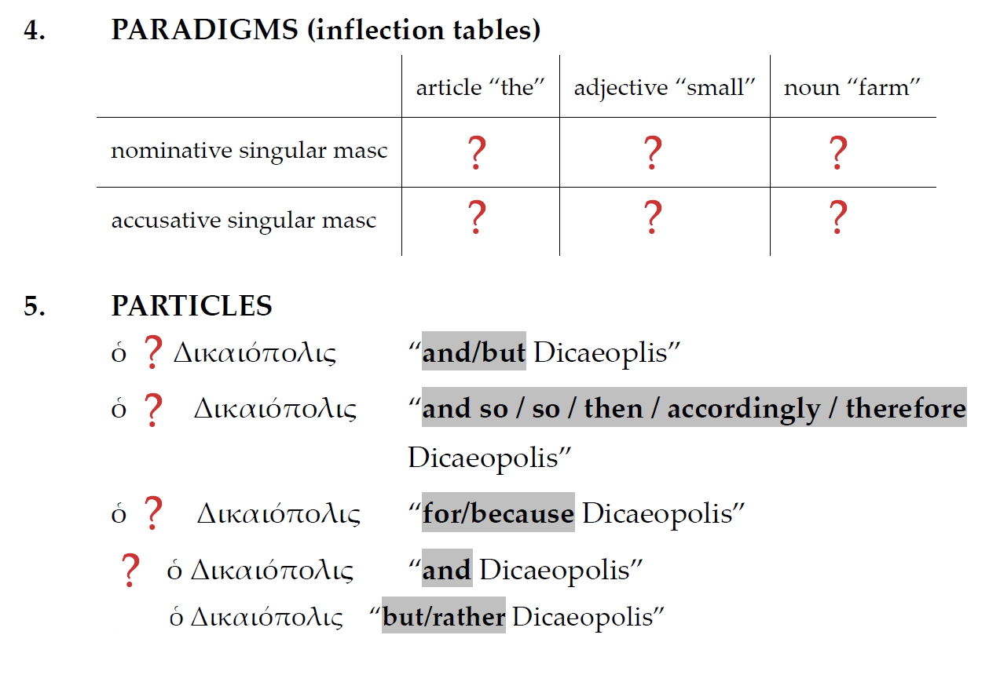 4. PARADIGMS (inflection tables)
article “the” adjective “small” noun “farm”
nominative singular masc ? ? ?
accusative singular masc ? ? ?
5. PARTICLES
ὁ ? Δικαιόπολις “and/but Dicaeoplis”
ὁ ? Δικαιόπολις “and so / so / then / accordingly / therefore
Dicaeopolis”
ὁ ? Δικαιόπολις “for/because Dicaeopolis”
? ὁ Δικαιόπολις “and Dicaeopolis”
ὁ Δικαιόπολις “but/rather Dicaeopolis”